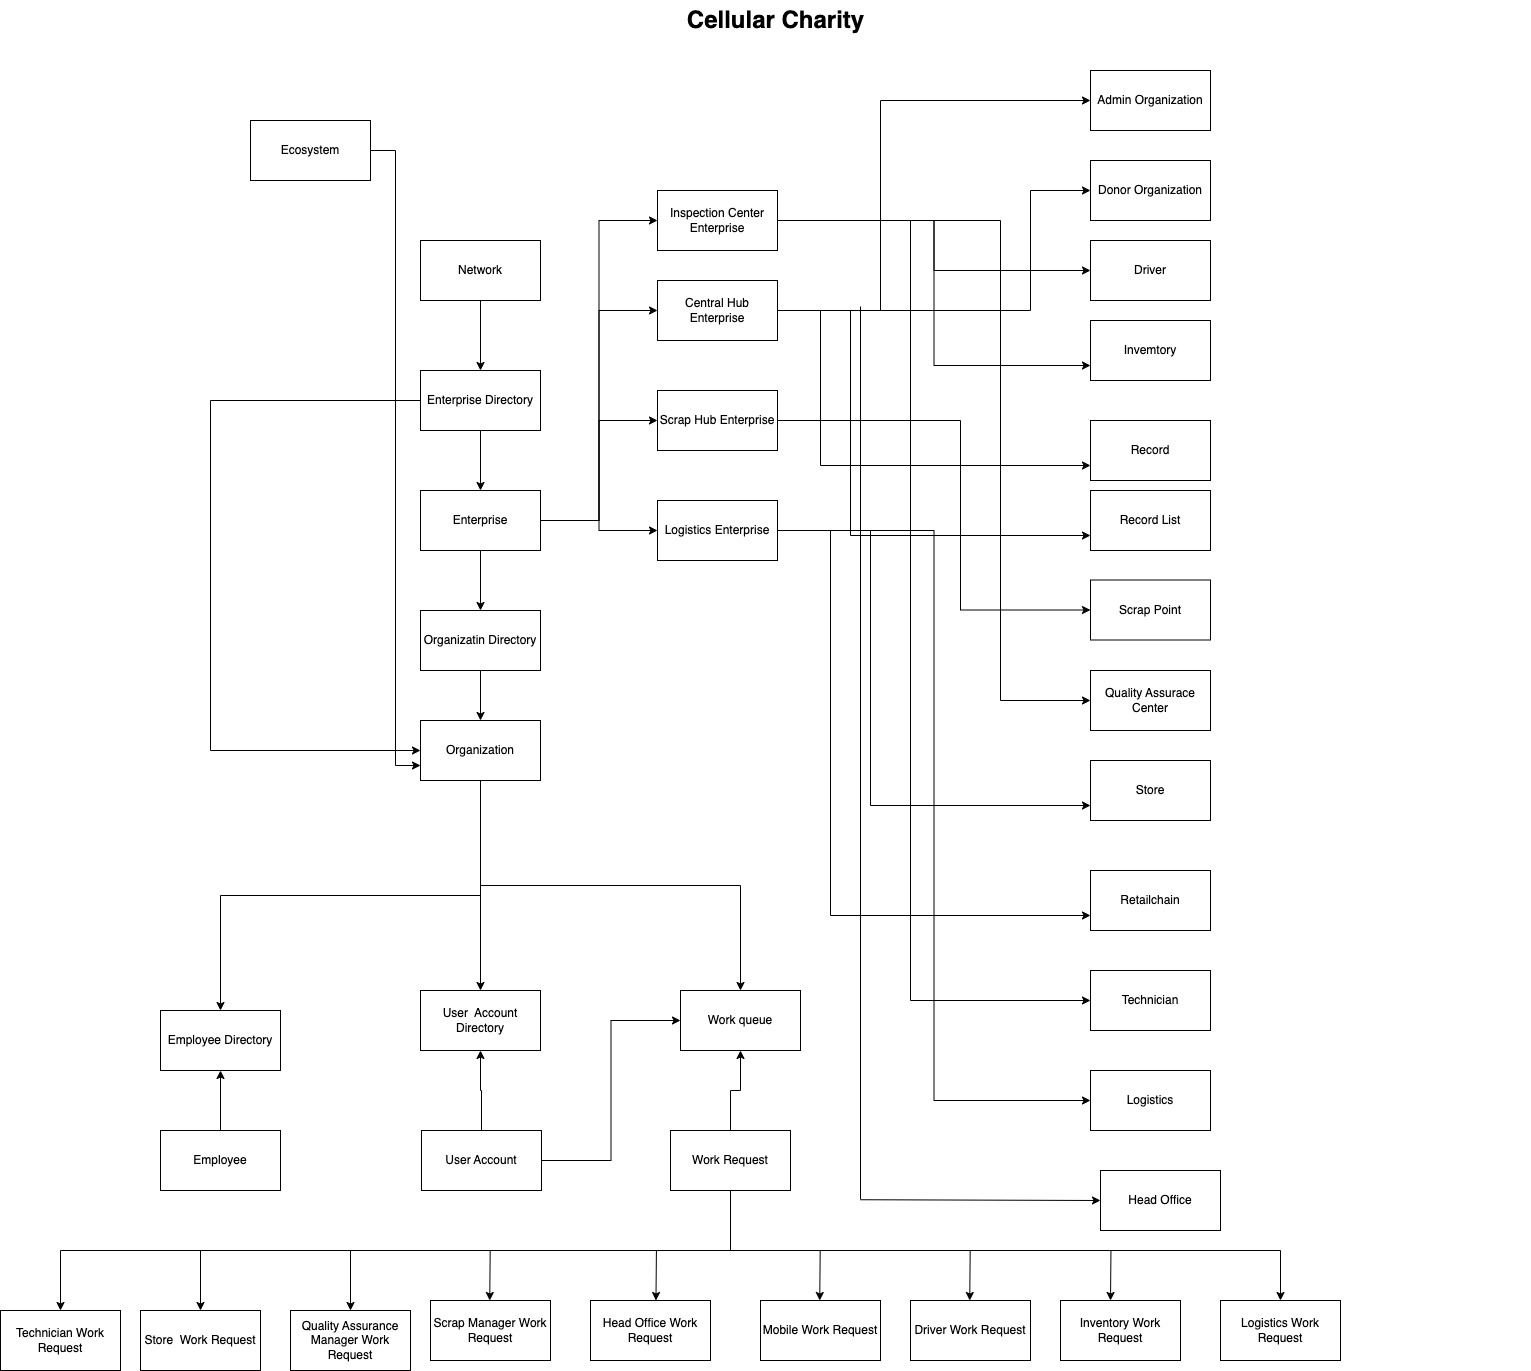 Cellular Charity
Admin Organization
Ecosystem
Donor Organization
Inspection Center
Enterprise
Network
Driver
Central Hub
Enterprise
Invemtory
Enterprise Directory
Scrap Hub Enterprise
Record
Enterprise
Logistics Enterprise
Record List
Organizatin Directory
Scrap Point
Quality Assurace
Center
Organization
Store
Retailchain
Technician
User  Account
Directory
Work queue
Employee Directory
Logistics
Employee
User Account
Work Request
Head Office
Technician Work
Request
Store  Work Request
Quality Assurance
Manager Work
Request
Scrap Manager Work
Request
Head Office Work
Request
Mobile Work Request
Driver Work Request
Inventory Work
Request
Logistics Work
Request